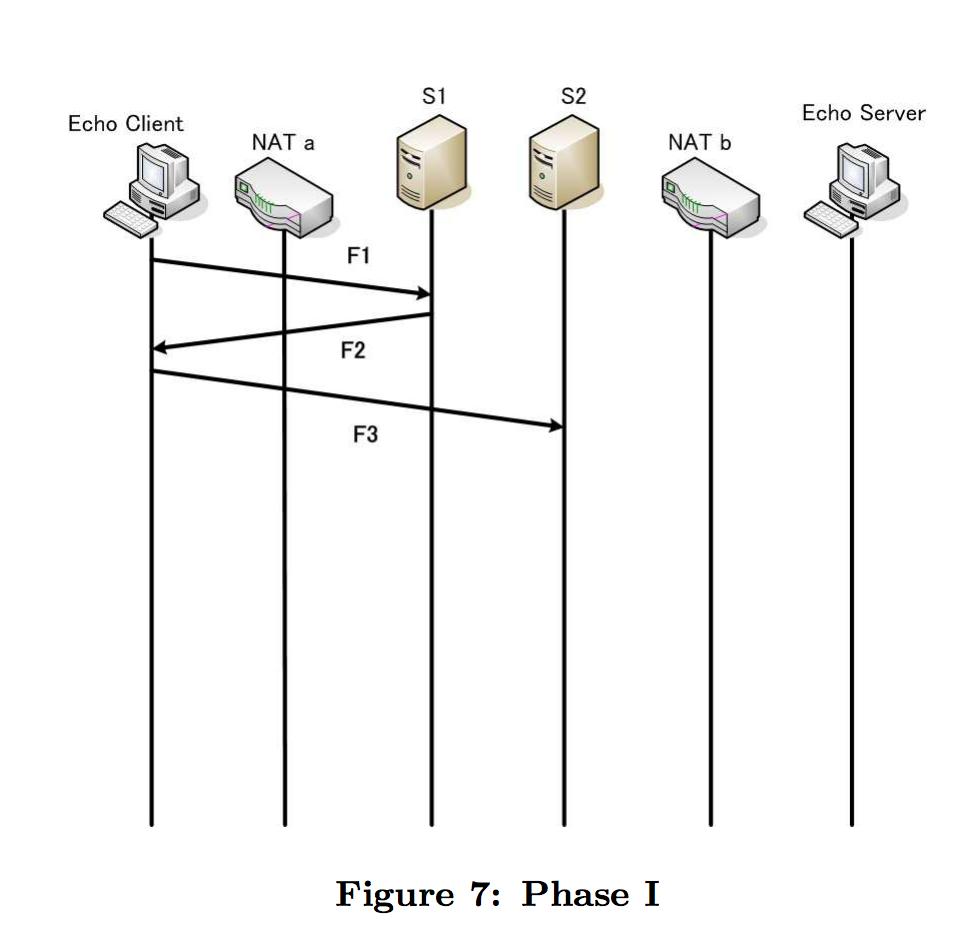 S1
S2
Echo Client
Echo Server
NAT a
NAT b
F1
F2
F3
Figure 7: Phase I